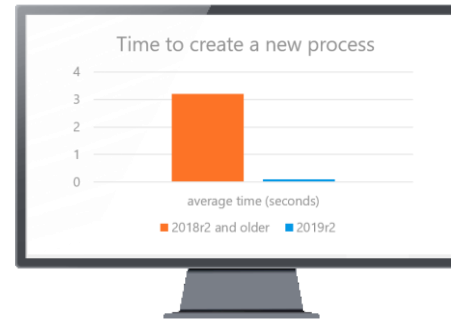 Time to create a new process
4
3
2
1
0
average time (seconds)
2018r2 and older 2019r2